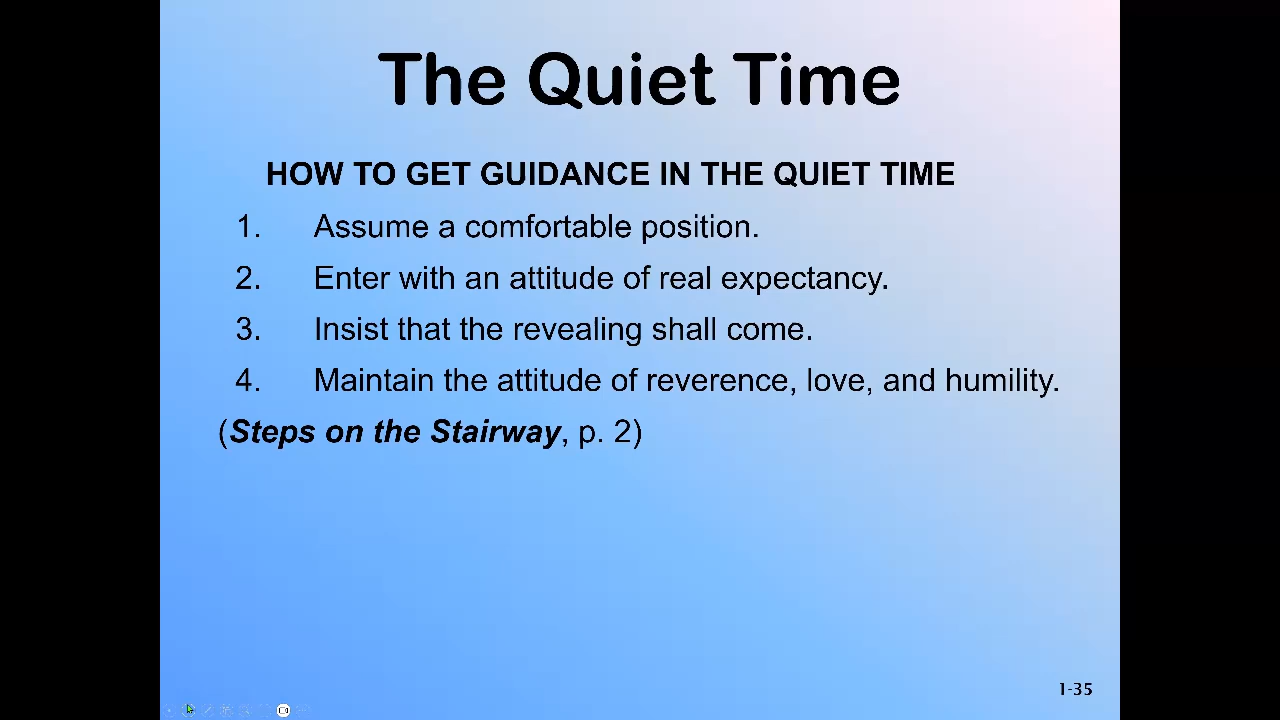 The Quiet Time
HOW TO GET GUIDANCE IN THE QUIET TIME
1. Assume a comfortable position.
2. Enter with an attitude of real expectancy.
3. Insist that the revealing shall come.
4. Maintain the attitude of reverence, love, and humility.
(Steps on the Stairway, p. 2)
1-35